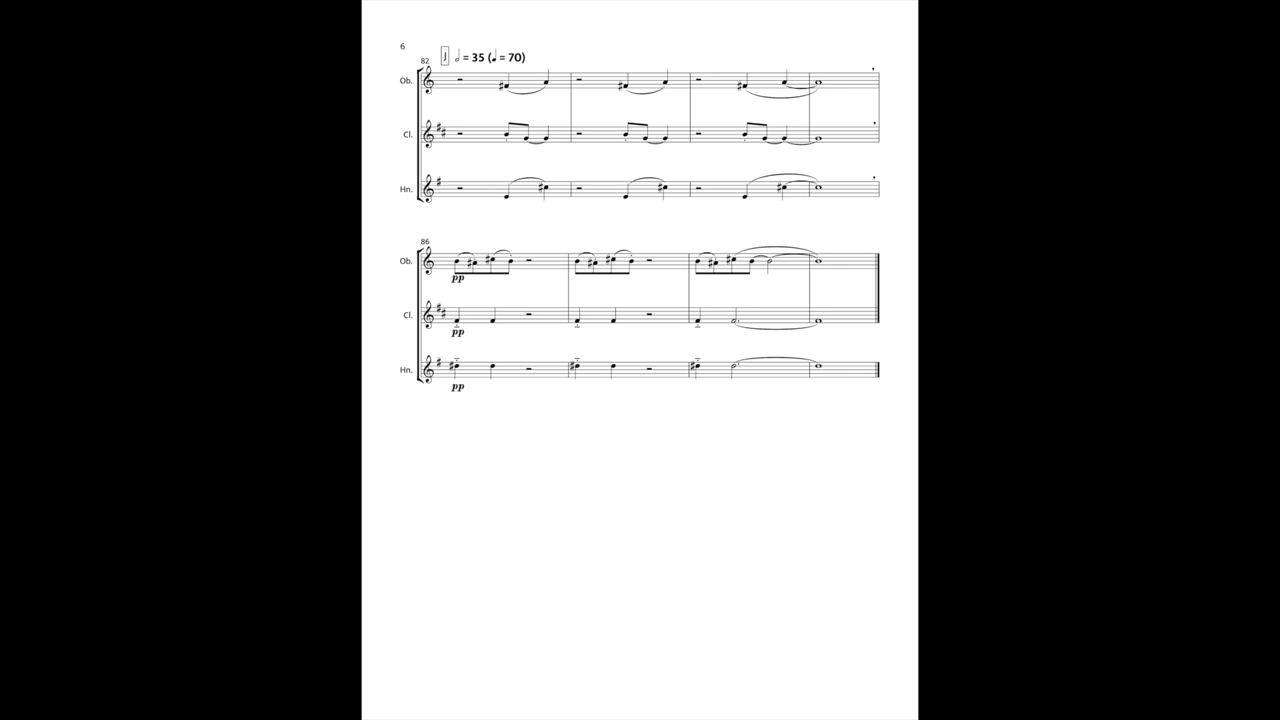 6
82
J 𝅗𝅥 = 35 (♩ = 70)
Ob.
Cl.
Hn.
86
Ob.
pp
Cl.
pp
Hn.
pp